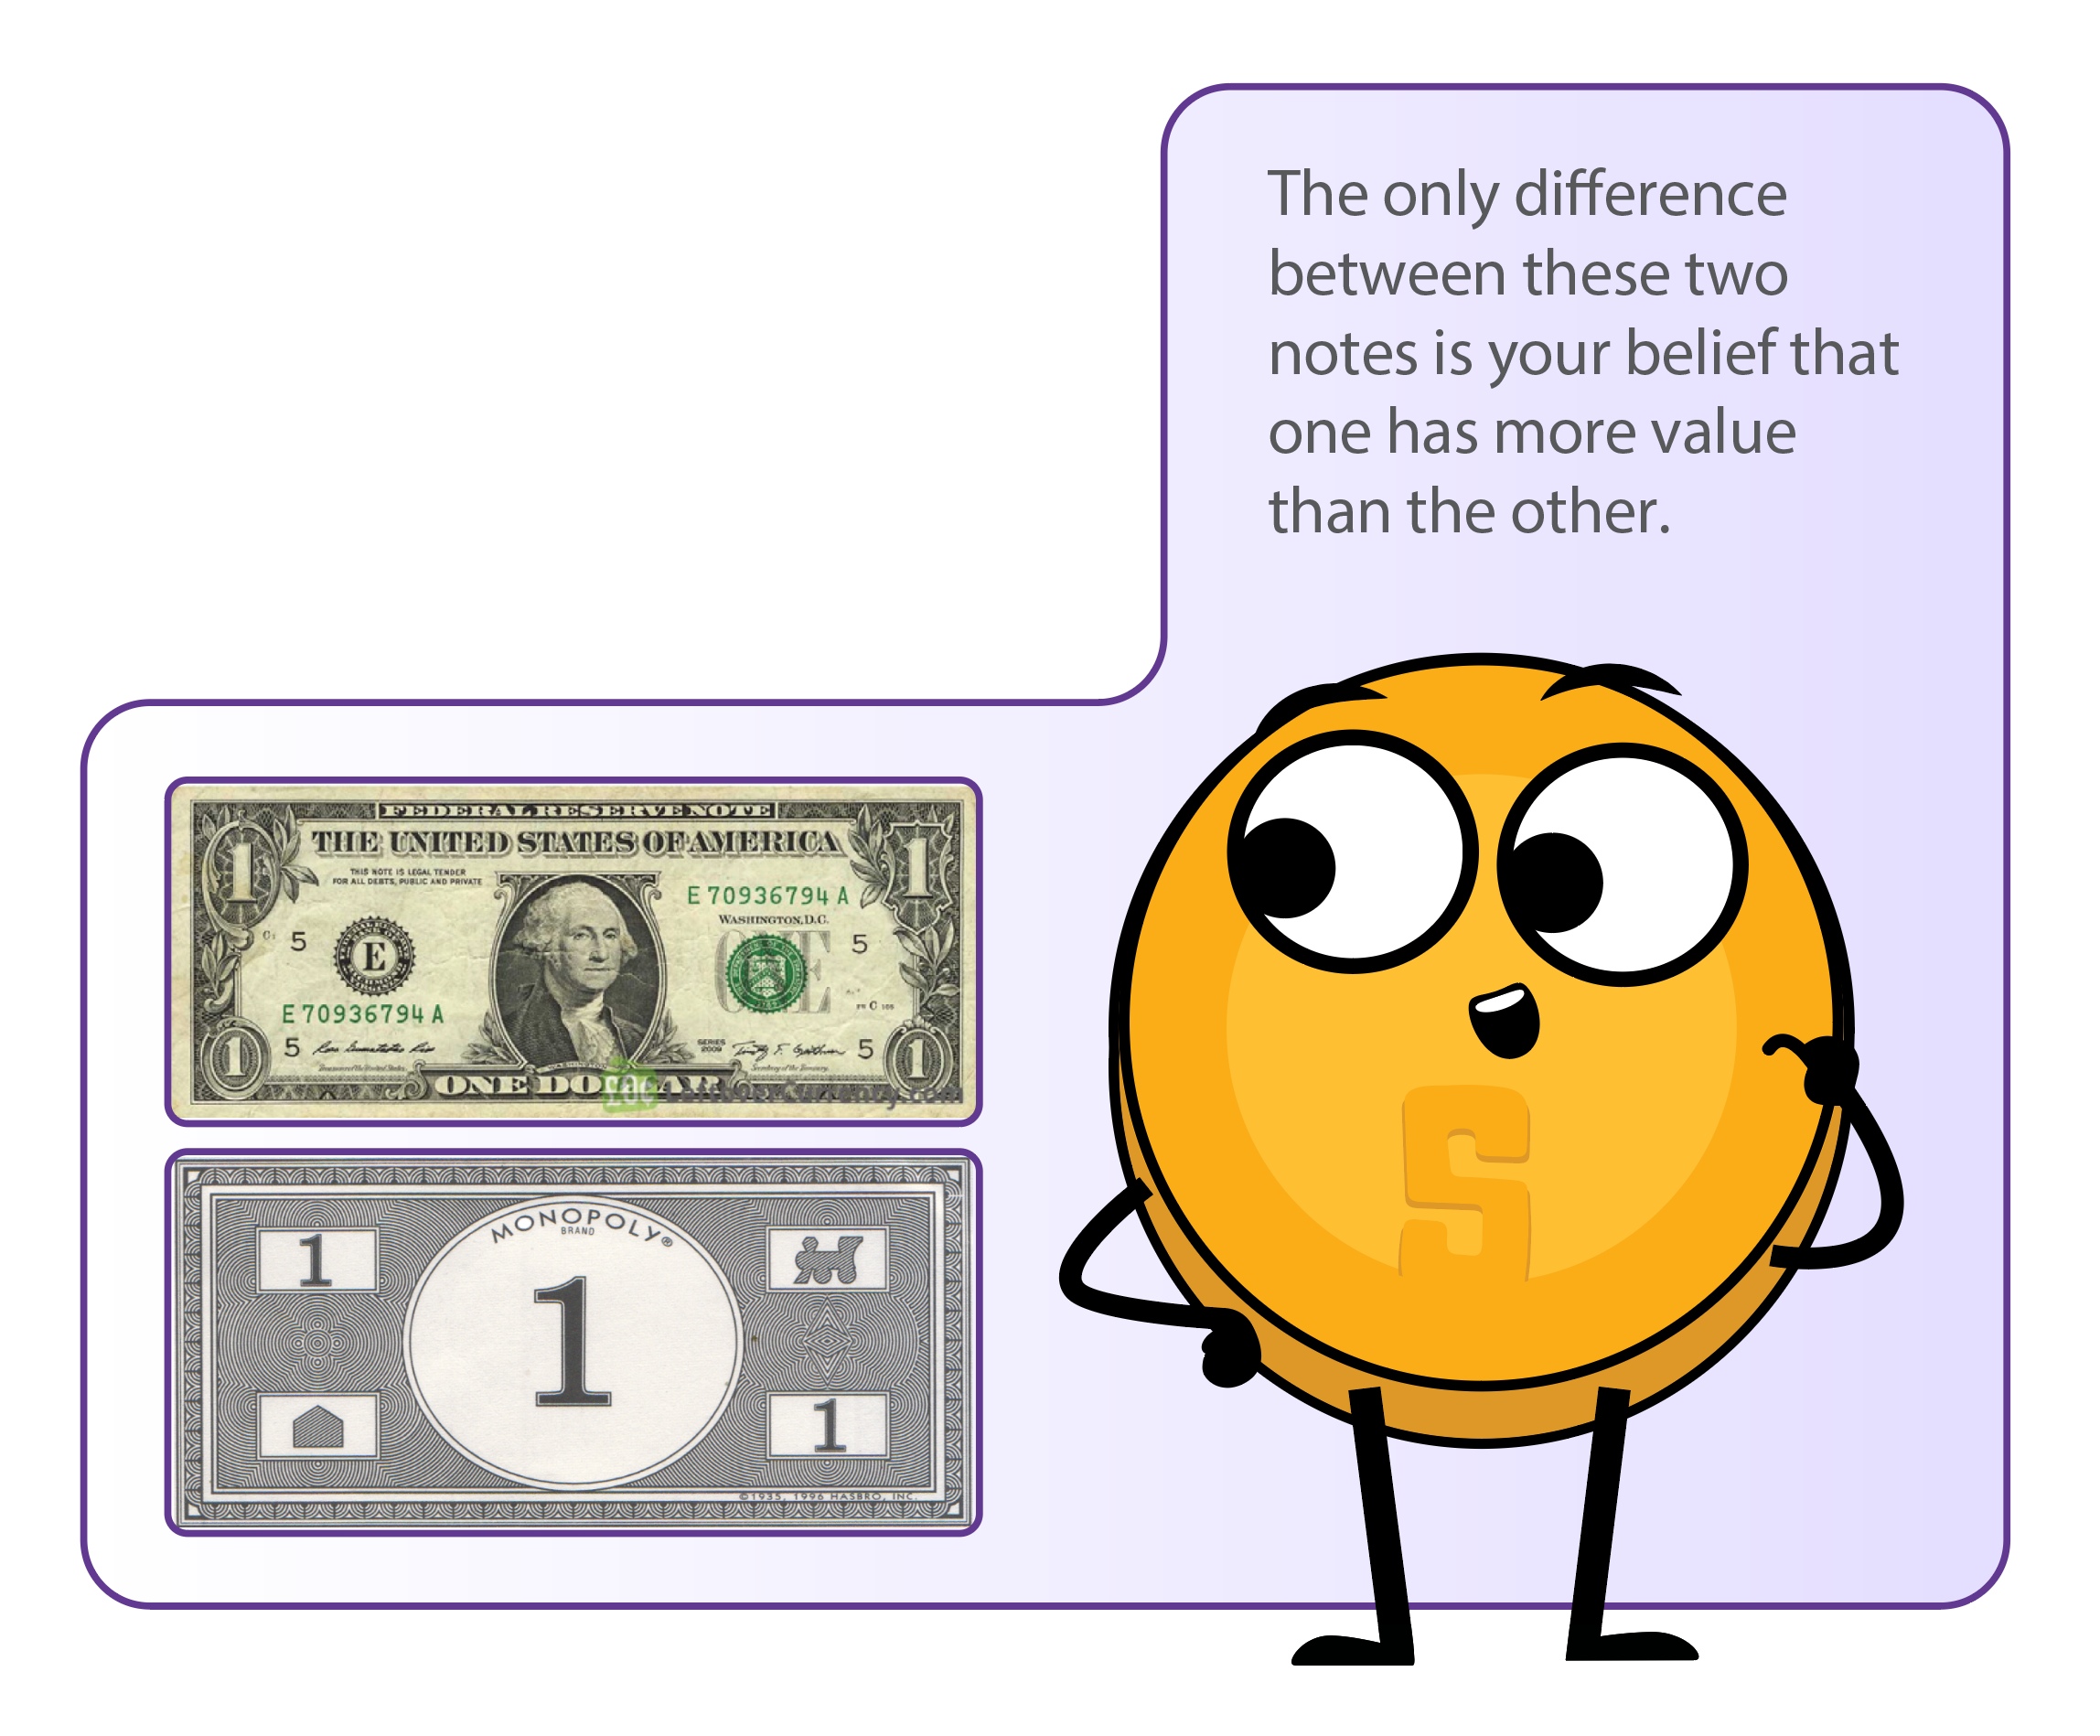 The only difference
between these two
notes is your belief that
one has more value
than the other.
FEDERAL RESERVE NOTE
THE UNITED STATES OF AMERICA
1 1
THIS NOTE IS LEGAL TENDER
FOR ALL DEBTS, PUBLIC AND PRIVATE
E 70936794 A
WASHINGTON, D.C.
5 5
E
ONE
E 70936794 A
5 5
SERIES
2009
1 1
ONE DOLLAR
MONOPOLY®
BRAND
1
1
1
©1935, 1996 HASBRO, INC.
S